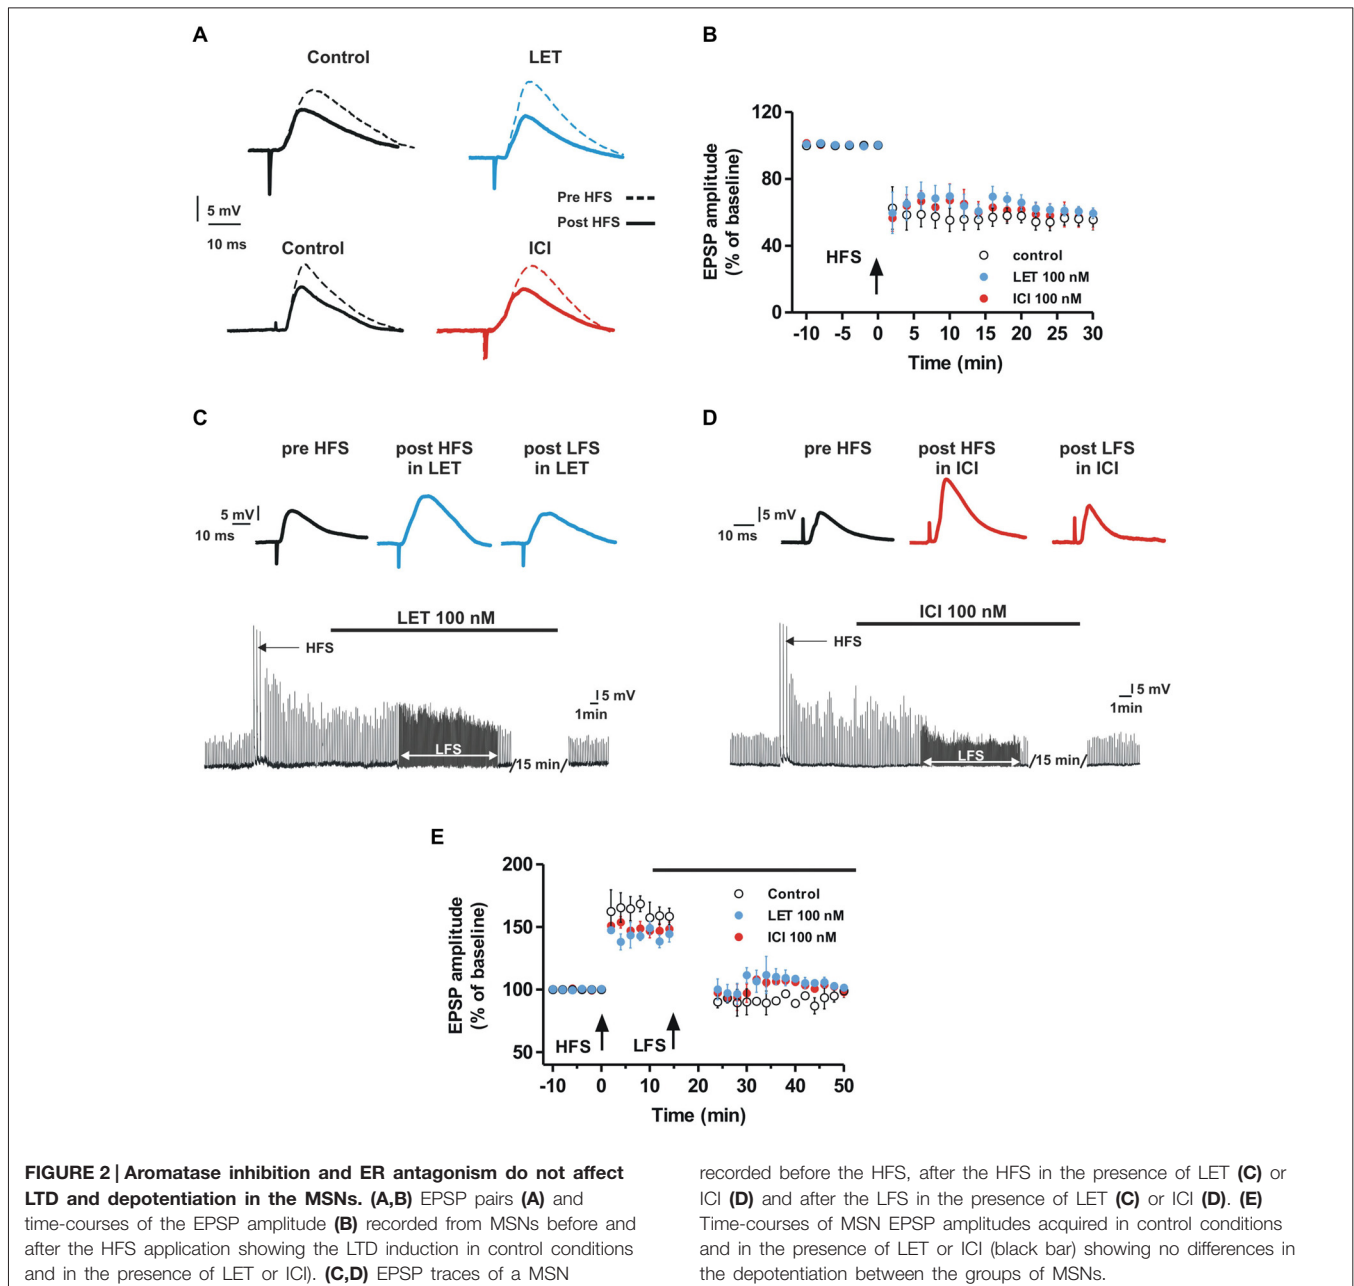 A
Control
LET
5 mV
10 ms
Pre HFS
Post HFS
Control
ICI
B
EPSP amplitude
(% of baseline)
120
80
40
0
HFS
control
LET 100 nM
ICI 100 nM
-10 -5 0 5 10 15 20 25 30
Time (min)
C
pre HFS
post HFS
in LET
post LFS
in LET
5 mV
10 ms
LET 100 nM
HFS
5 mV
1min
LFS
15 min
D
pre HFS
post HFS
in ICI
post LFS
in ICI
5 mV
10 ms
ICI 100 nM
HFS
5 mV
1min
LFS
15 min
E
EPSP amplitude
(% of baseline)
200
150
100
50
Control
LET 100 nM
ICI 100 nM
HFS
LFS
-10 0 10 20 30 40 50
Time (min)
FIGURE 2 | Aromatase inhibition and ER antagonism do not affect
LTD and depotentiation in the MSNs. (A,B) EPSP pairs (A) and
time-courses of the EPSP amplitude (B) recorded from MSNs before and
after the HFS application showing the LTD induction in control conditions
and in the presence of LET or ICI). (C,D) EPSP traces of a MSN
recorded before the HFS, after the HFS in the presence of LET (C) or
ICI (D) and after the LFS in the presence of LET (C) or ICI (D). (E)
Time-courses of MSN EPSP amplitudes acquired in control conditions
and in the presence of LET or ICI (black bar) showing no differences in
the depotentiation between the groups of MSNs.